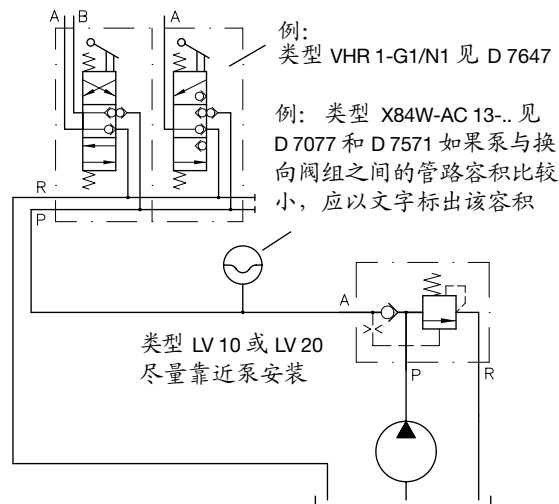 A B
A
例：
类型 VHR 1-G1/N1 见 D 7647
例： 类型 X84W-AC 13-.. 见
D 7077 和 D 7571 如果泵与换
向阀组之间的管路容积比较
小，应以文字标出该容积
R
P
A
类型 LV 10 或 LV 20
尽量靠近泵安装
P
R